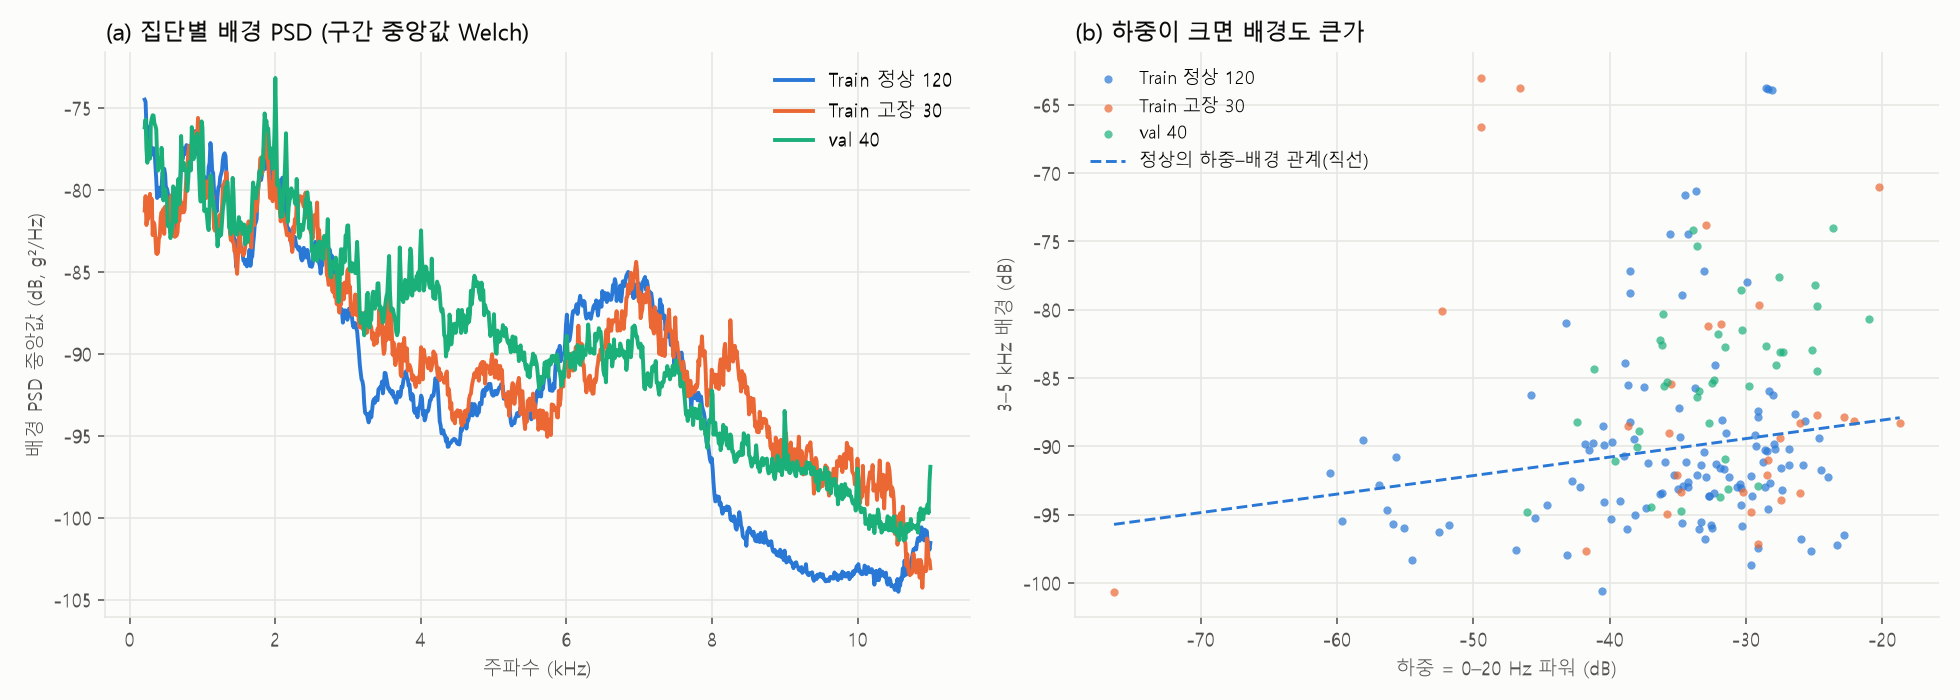 (a) 집단별 배경 PSD (구간 중앙값 Welch)
Train 정상 120
Train 고장 30
val 40
-75
-80
-85
-90
-95
-100
-105
배경 PSD 중앙값 (dB, g²/Hz)
0
2
4
6
8
10
주파수 (kHz)
(b) 하중이 크면 배경도 큰가
Train 정상 120
Train 고장 30
val 40
정상의 하중–배경 관계(직선)
-65
-70
-75
-80
-85
-90
-95
-100
3–5 kHz 배경 (dB)
-70
-60
-50
-40
-30
-20
하중 = 0–20 Hz 파워 (dB)